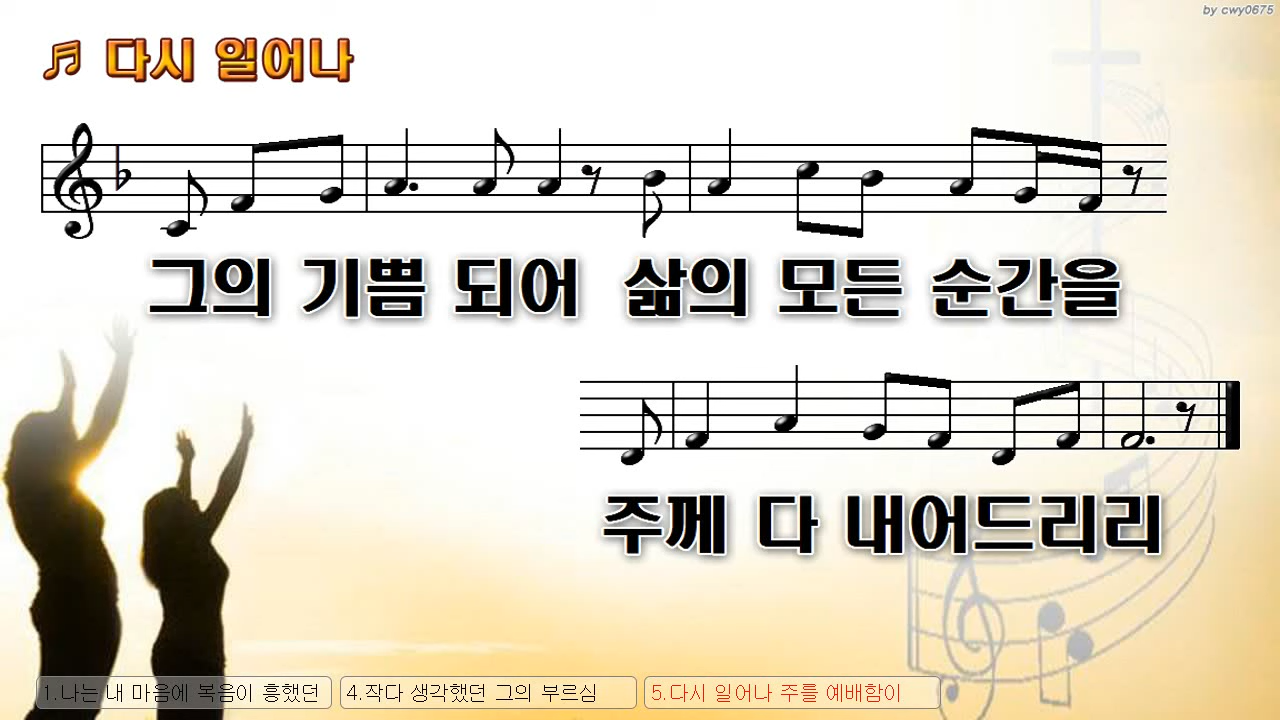 by cwy0675
♬ 다시 일어나
그의 기쁨 되어 삶의 모든 순간을
주께 다 내어드리리
1.나는 내 마음에 복음이 흥했던
4.작다 생각했던 그의 부르심
5.다시 일어나 주를 예배함이